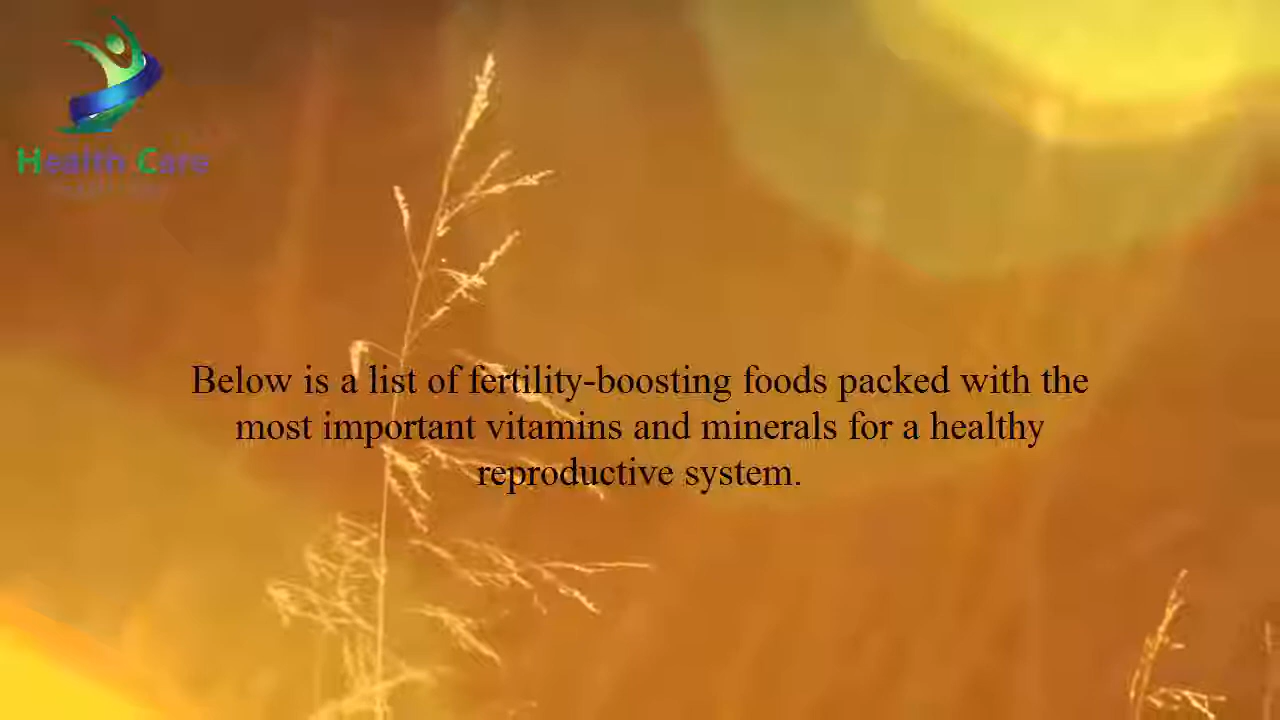 Health Care
Below is a list of fertility-boosting foods packed with the
most important vitamins and minerals for a healthy
reproductive system.